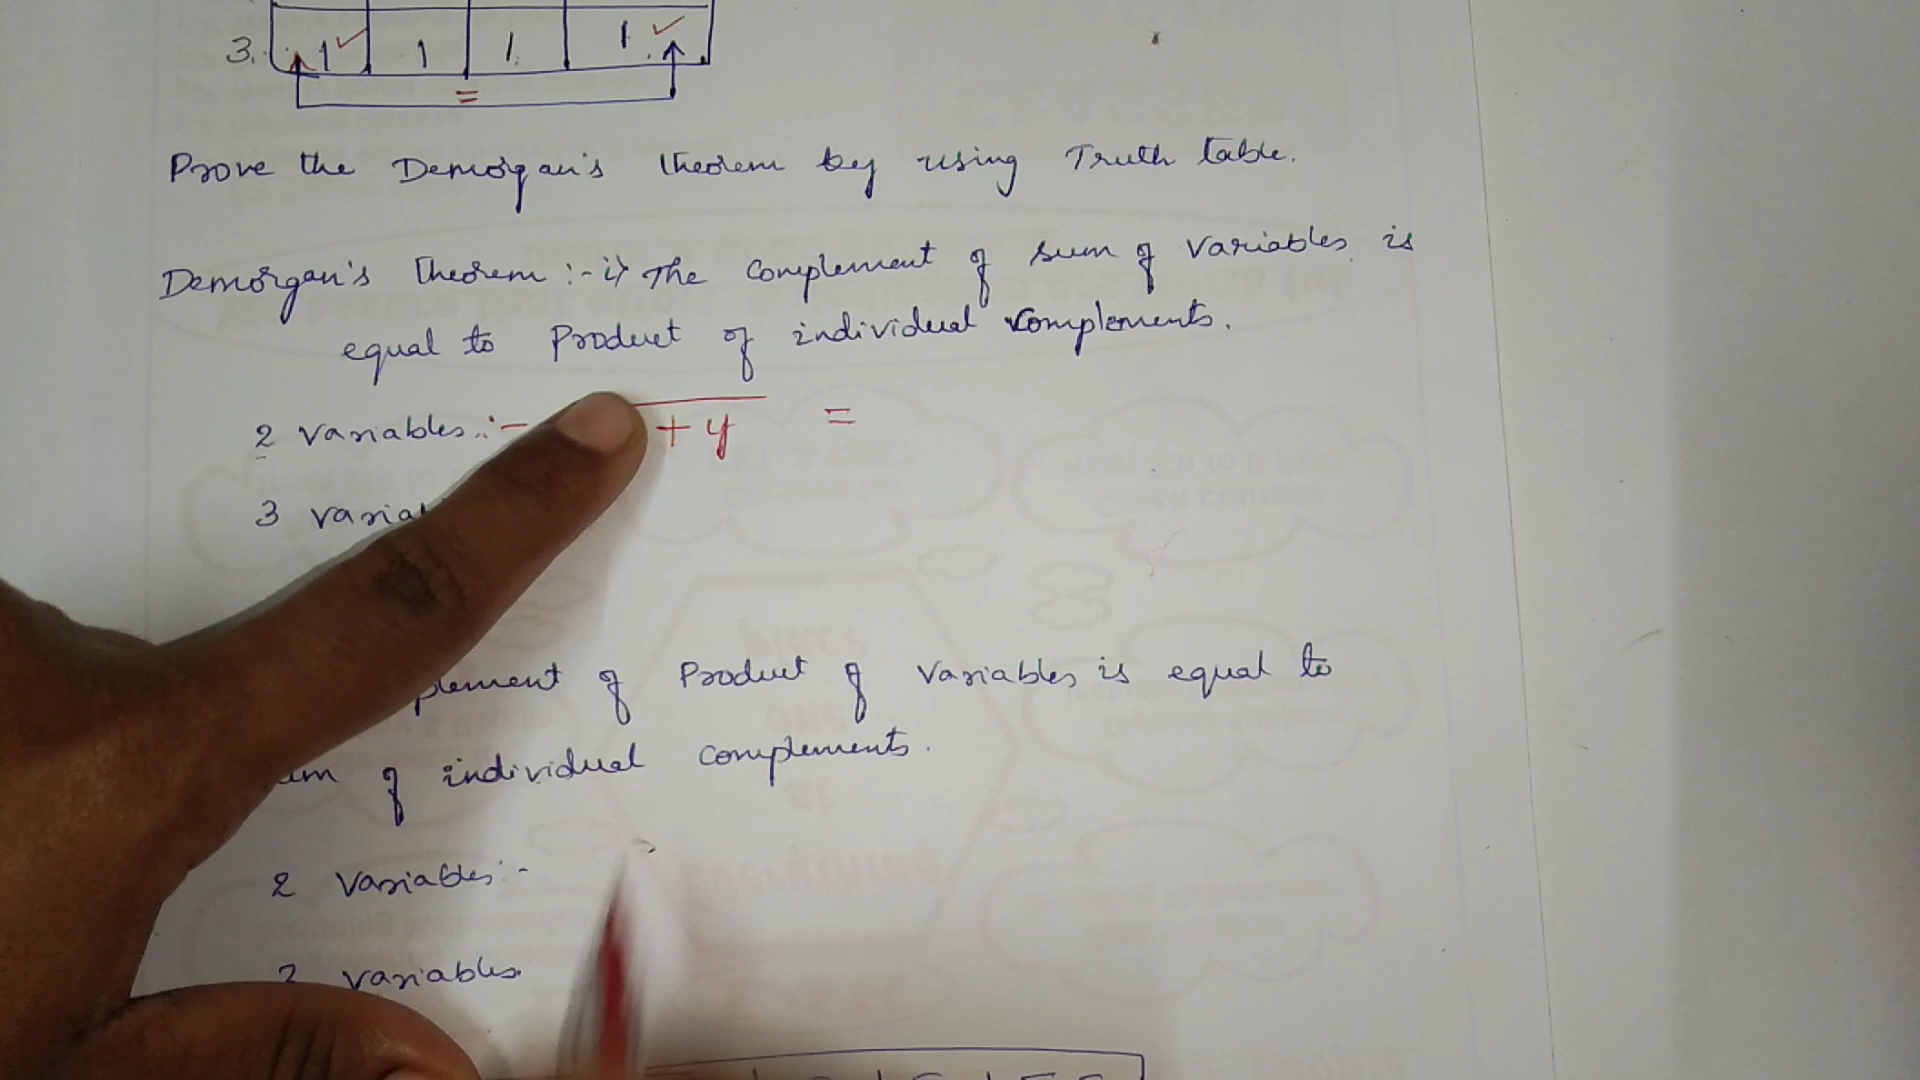 3. 1 1 1 1
=
Prove the Demorgan's theorem by using Truth table.
Demorgan's Theorem :- i) The complement of sum of variables is
equal to Product of individual complements.
2 variables :- + y =
3
plement of Product of variables is equal to
of individual complements.
2 variables :-
variables